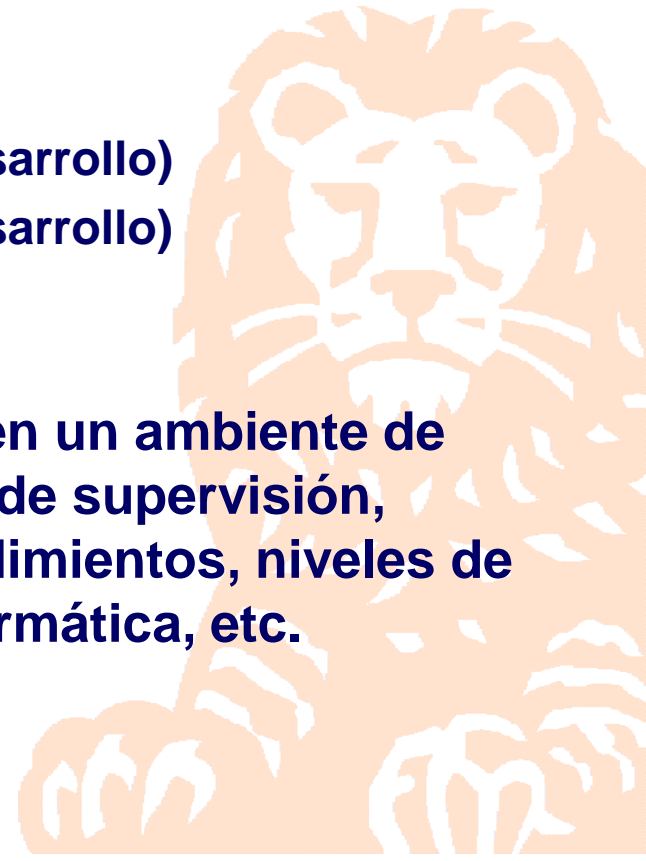 sarrollo)
sarrollo)
en un ambiente de
de supervisión,
dimientos, niveles de
rmática, etc.